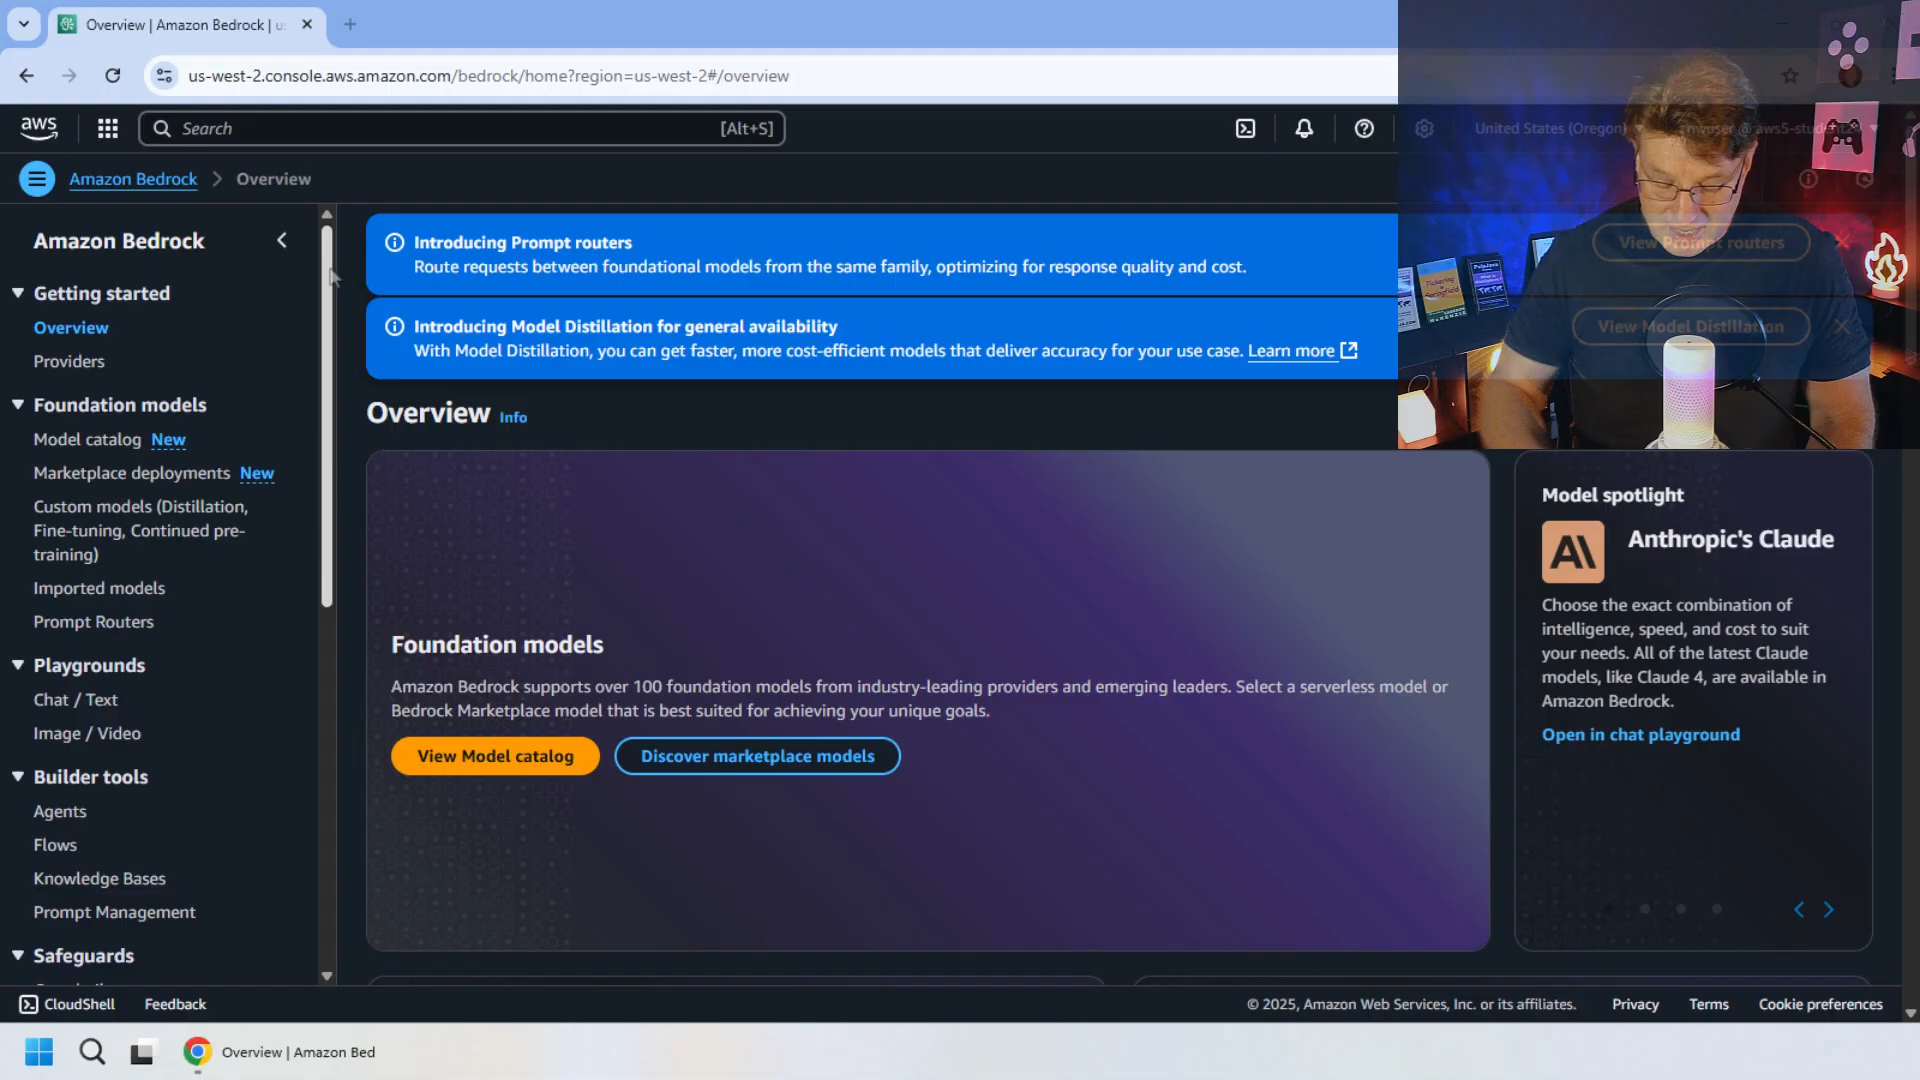 Overview | Amazon Bedrock | us
us-west-2.console.aws.amazon.com/bedrock/home?region=us-west-2#/overview
aws
Search
[Alt+S]
United States (Oregon)
Amazon Bedrock
Overview
Amazon Bedrock
Getting started
Overview
Providers
Foundation models
Model catalog New
Marketplace deployments New
Custom models (Distillation,
Fine-tuning, Continued pre-
training)
Imported models
Prompt Routers
Playgrounds
Chat / Text
Image / Video
Builder tools
Agents
Flows
Knowledge Bases
Prompt Management
Safeguards
Introducing Prompt routers
Route requests between foundational models from the same family, optimizing for response quality and cost.
View Prompt routers
Introducing Model Distillation for general availability
With Model Distillation, you can get faster, more cost-efficient models that deliver accuracy for your use case. Learn more
View Model Distillation
Overview Info
Foundation models
Amazon Bedrock supports over 100 foundation models from industry-leading providers and emerging leaders. Select a serverless model or
Bedrock Marketplace model that is best suited for achieving your unique goals.
View Model catalog
Discover marketplace models
Model spotlight
Anthropic's Claude
Choose the exact combination of
intelligence, speed, and cost to suit
your needs. All of the latest Claude
models, like Claude 4, are available in
Amazon Bedrock.
Open in chat playground
CloudShell
Feedback
© 2025, Amazon Web Services, Inc. or its affiliates.
Privacy
Terms
Cookie preferences
Overview | Amazon Bed